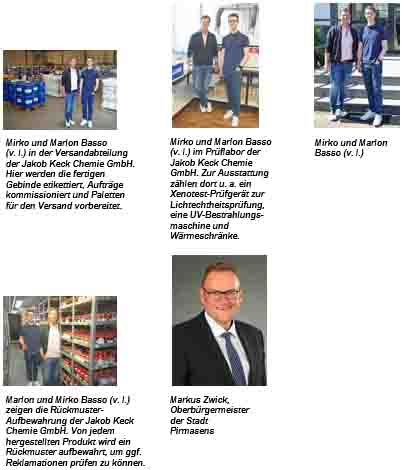 Mirko und Marlon Basso
(v. l.) in der Versandabteilung
der Jakob Keck Chemie GmbH.
Hier werden die fertigen
Gebinde etikettiert, Aufträge
kommissioniert und Paletten
für den Versand vorbereitet.
Mirko und Marlon Basso
(v. l.) im Prüflabor der
Jakob Keck Chemie
GmbH. Zur Ausstattung
zählen dort u. a. ein
Xenotest-Prüfgerät zur
Lichtechtheitsprüfung,
eine UV-Bestrahlungs-
maschine und
Wärmeschränke.
Mirko und Marlon
Basso (v. l.)
Marlon und Mirko Basso (v. l.)
zeigen die Rückmuster-
Aufbewahrung der Jakob Keck
Chemie GmbH. Von jedem
hergestellten Produkt wird ein
Rückmuster aufbewahrt, um ggf.
Reklamationen prüfen zu können.
Markus Zwick,
Oberbürgermeister
der Stadt
Pirmasens